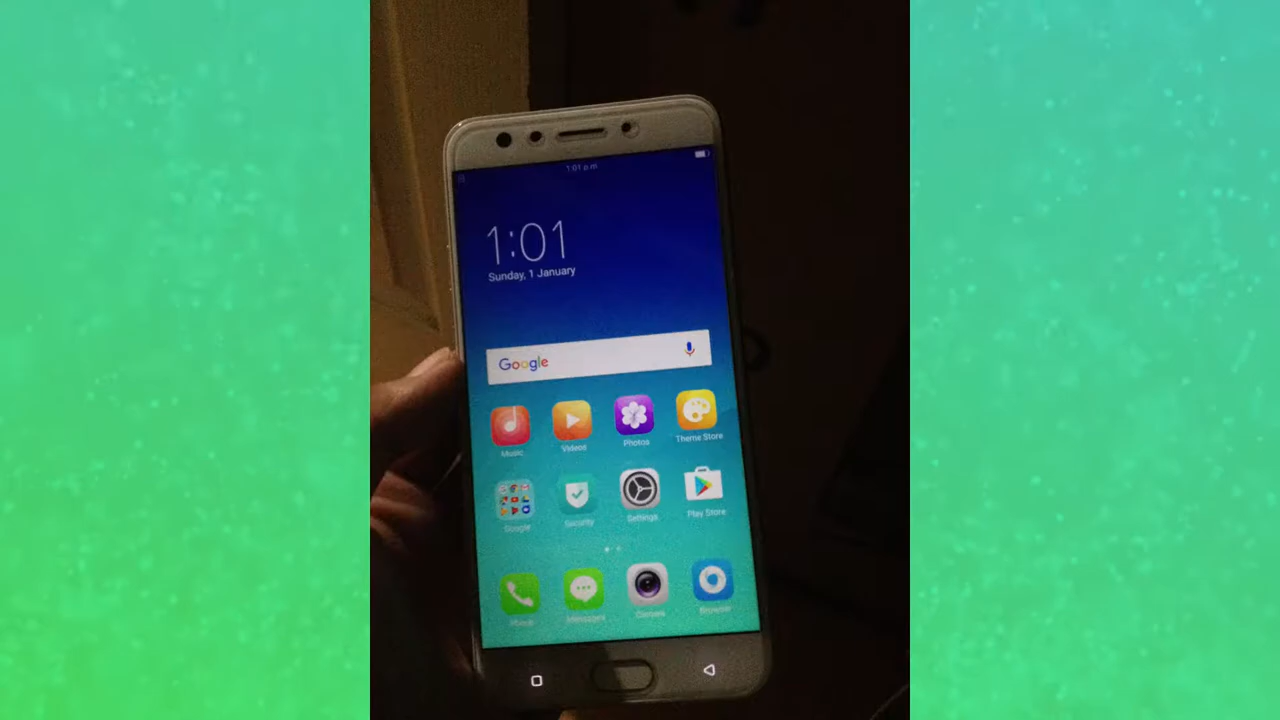 1:01 p.m
1:01
Sunday, 1 January
Google
Music
Videos
Photos
Theme Store
Google
Security
Settings
Play Store
Phone
Messages
Camera
Browser